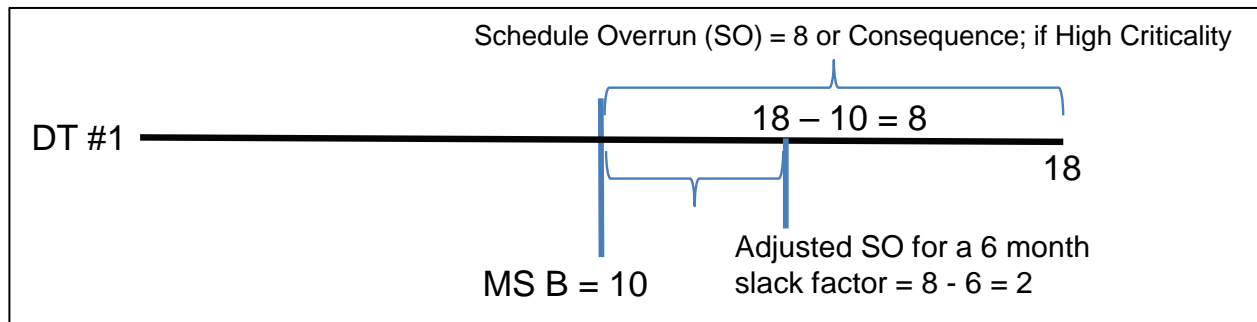 Schedule Overrun (SO) = 8 or Consequence; if High Criticality
18 – 10 = 8
DT #1
18
Adjusted SO for a 6 month
slack factor = 8 - 6 = 2
MS B = 10